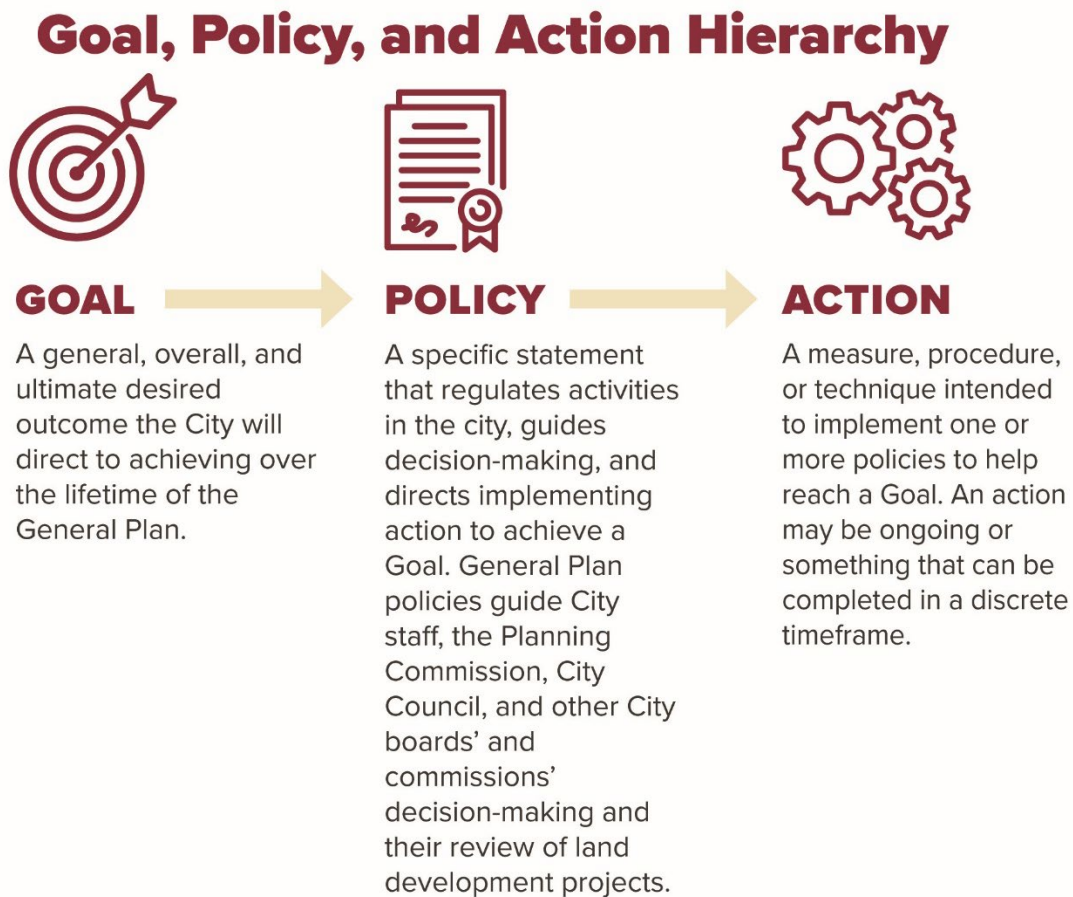 Goal, Policy, and Action Hierarchy
GOAL
A general, overall, and
ultimate desired
outcome the City will
direct to achieving over
the lifetime of the
General Plan.
POLICY
A specific statement
that regulates activities
in the city, guides
decision-making, and
directs implementing
action to achieve a
Goal. General Plan
policies guide City
staff, the Planning
Commission, City
Council, and other City
boards’ and
commissions’
decision-making and
their review of land
development projects.
ACTION
A measure, procedure,
or technique intended
to implement one or
more policies to help
reach a Goal. An action
may be ongoing or
something that can be
completed in a discrete
timeframe.